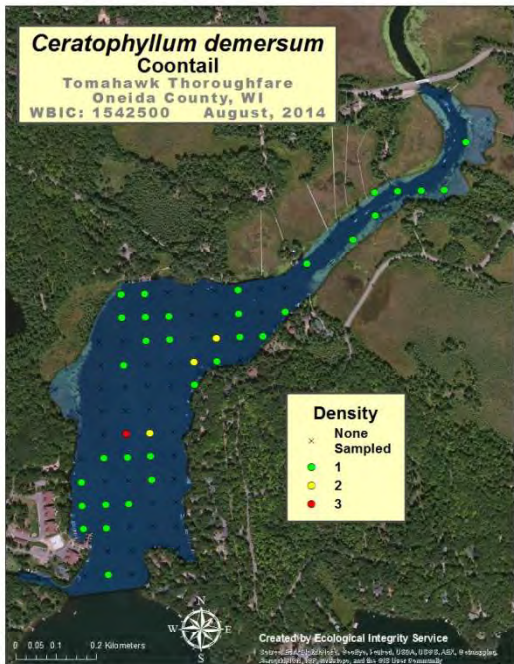 Ceratophyllum demersum
Coontail
Tomahawk Thoroughfare
Oneida County, WI
WBIC: 1542500 August, 2014
Density
None
Sampled
1
2
3
N
W E
S
0 0.05 0.1 0.2 Kilometers
Created by Ecological Integrity Service